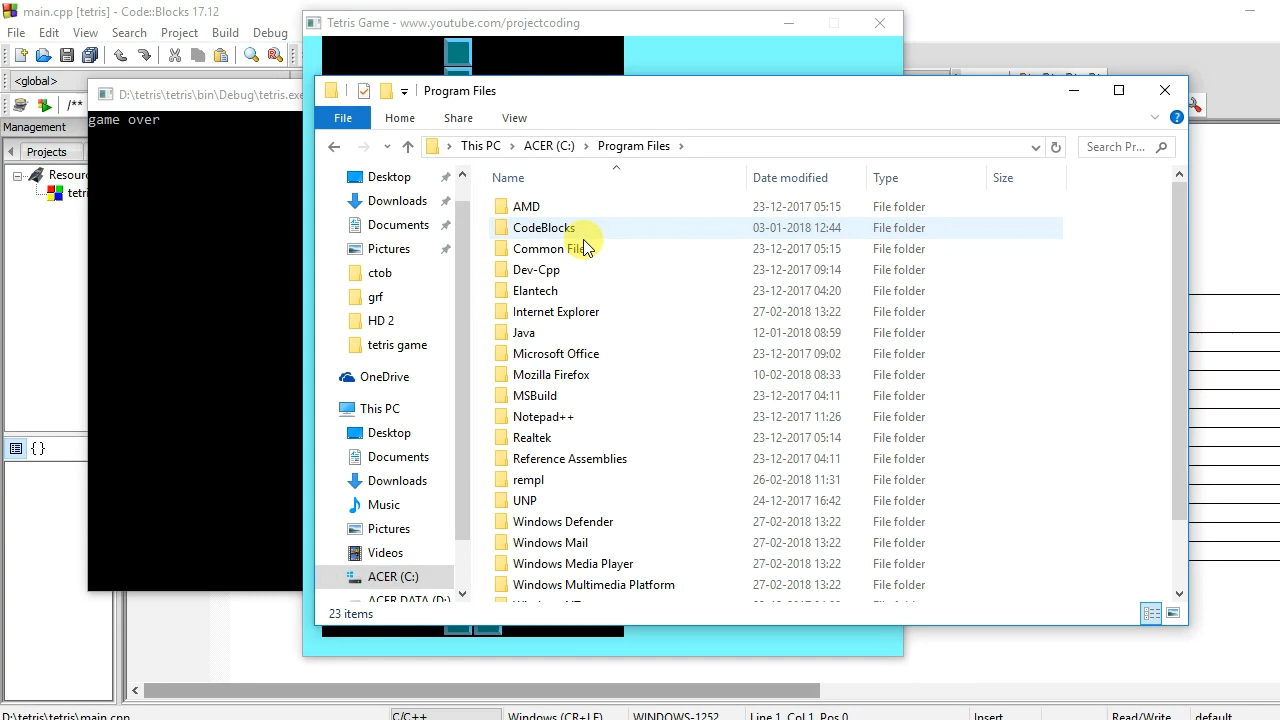 main.cpp [tetris] - Code::Blocks 17.12
File Edit View Search Project Build Debug
<global>
/**
Management
Projects
Resour
tetri
{ }
D:\tetris\tetris\bin\Debug\tetris.exe
game over
Tetris Game - www.youtube.com/projectcoding
Program Files
File Home Share View
This PC > ACER (C:) > Program Files >
Search Pr...
Desktop
Downloads
Documents
Pictures
ctob
grf
HD 2
tetris game
OneDrive
This PC
Desktop
Documents
Downloads
Music
Pictures
Videos
ACER (C:)
ACER DATA (D:)
Name Date modified Type Size
AMD 23-12-2017 05:15 File folder
CodeBlocks 03-01-2018 12:44 File folder
Common File 23-12-2017 05:15 File folder
Dev-Cpp 23-12-2017 09:14 File folder
Elantech 23-12-2017 04:20 File folder
Internet Explorer 27-02-2018 13:22 File folder
Java 12-01-2018 08:59 File folder
Microsoft Office 23-12-2017 09:02 File folder
Mozilla Firefox 10-02-2018 08:33 File folder
MSBuild 23-12-2017 04:11 File folder
Notepad++ 23-12-2017 11:26 File folder
Realtek 23-12-2017 05:14 File folder
Reference Assemblies 23-12-2017 04:11 File folder
rempl 26-02-2018 11:31 File folder
UNP 24-12-2017 16:42 File folder
Windows Defender 27-02-2018 13:22 File folder
Windows Mail 27-02-2018 13:22 File folder
Windows Media Player 27-02-2018 13:22 File folder
Windows Multimedia Platform 27-02-2018 13:22 File folder
23 items
D:\tetris\tetris\main.cpp C/C++ Windows (CR+LF) WINDOWS-1252 Line 1, Col 1, Pos 0 Insert Read/Write default